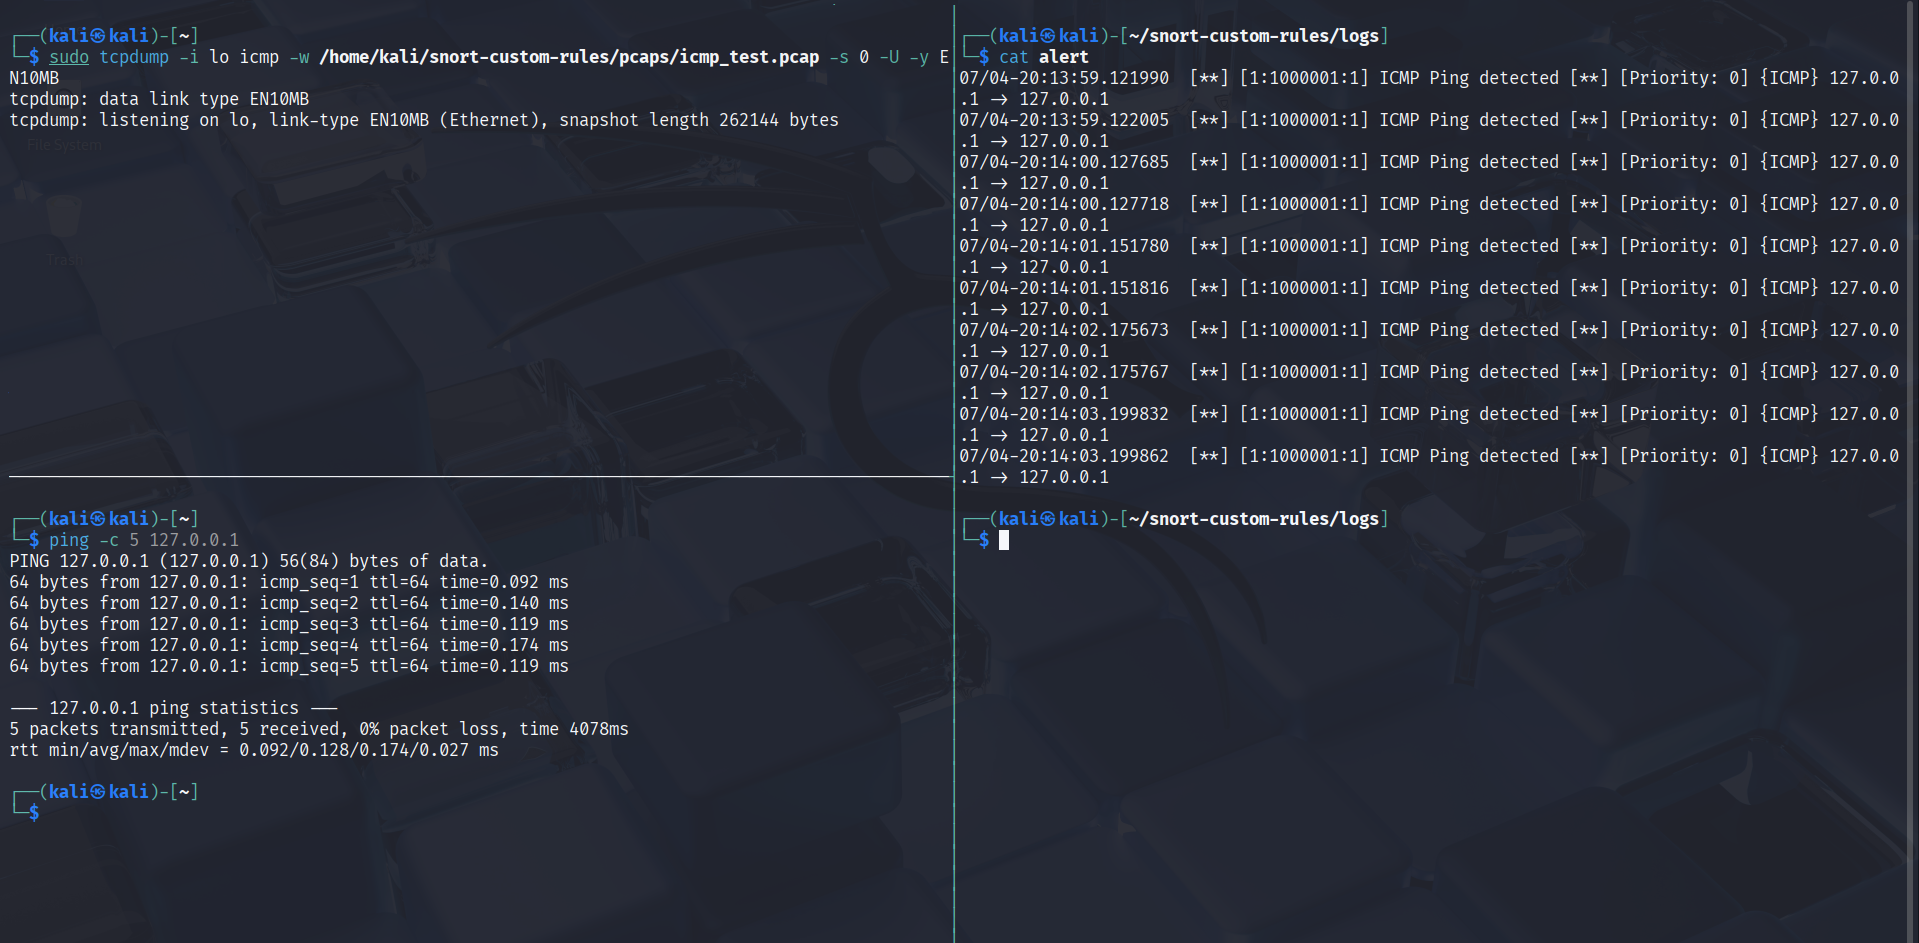 ┌──(kali㉿kali)-[~]
└─$ sudo tcpdump -i lo icmp -w /home/kali/snort-custom-rules/pcaps/icmp_test.pcap -s 0 -U -y E
N10MB
tcpdump: data link type EN10MB
tcpdump: listening on lo, link-type EN10MB (Ethernet), snapshot length 262144 bytes
File System
Trash
┌──(kali㉿kali)-[~]
└─$ ping -c 5 127.0.0.1
PING 127.0.0.1 (127.0.0.1) 56(84) bytes of data.
64 bytes from 127.0.0.1: icmp_seq=1 ttl=64 time=0.092 ms
64 bytes from 127.0.0.1: icmp_seq=2 ttl=64 time=0.140 ms
64 bytes from 127.0.0.1: icmp_seq=3 ttl=64 time=0.119 ms
64 bytes from 127.0.0.1: icmp_seq=4 ttl=64 time=0.174 ms
64 bytes from 127.0.0.1: icmp_seq=5 ttl=64 time=0.119 ms
--- 127.0.0.1 ping statistics ---
5 packets transmitted, 5 received, 0% packet loss, time 4078ms
rtt min/avg/max/mdev = 0.092/0.128/0.174/0.027 ms
┌──(kali㉿kali)-[~]
└─$
┌──(kali㉿kali)-[~/snort-custom-rules/logs]
└─$ cat alert
07/04-20:13:59.121990  [**] [1:1000001:1] ICMP Ping detected [**] [Priority: 0] {ICMP} 127.0.0
.1 -> 127.0.0.1
07/04-20:13:59.122005  [**] [1:1000001:1] ICMP Ping detected [**] [Priority: 0] {ICMP} 127.0.0
.1 -> 127.0.0.1
07/04-20:14:00.127685  [**] [1:1000001:1] ICMP Ping detected [**] [Priority: 0] {ICMP} 127.0.0
.1 -> 127.0.0.1
07/04-20:14:00.127718  [**] [1:1000001:1] ICMP Ping detected [**] [Priority: 0] {ICMP} 127.0.0
.1 -> 127.0.0.1
07/04-20:14:01.151780  [**] [1:1000001:1] ICMP Ping detected [**] [Priority: 0] {ICMP} 127.0.0
.1 -> 127.0.0.1
07/04-20:14:01.151816  [**] [1:1000001:1] ICMP Ping detected [**] [Priority: 0] {ICMP} 127.0.0
.1 -> 127.0.0.1
07/04-20:14:02.175673  [**] [1:1000001:1] ICMP Ping detected [**] [Priority: 0] {ICMP} 127.0.0
.1 -> 127.0.0.1
07/04-20:14:02.175767  [**] [1:1000001:1] ICMP Ping detected [**] [Priority: 0] {ICMP} 127.0.0
.1 -> 127.0.0.1
07/04-20:14:03.199832  [**] [1:1000001:1] ICMP Ping detected [**] [Priority: 0] {ICMP} 127.0.0
.1 -> 127.0.0.1
07/04-20:14:03.199862  [**] [1:1000001:1] ICMP Ping detected [**] [Priority: 0] {ICMP} 127.0.0
.1 -> 127.0.0.1
┌──(kali㉿kali)-[~/snort-custom-rules/logs]
└─$